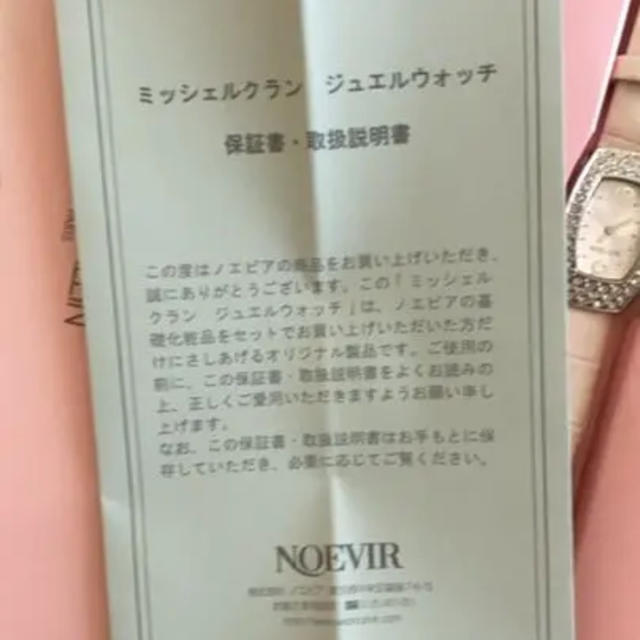 ミッシェルクラン　ジュエルウォッチ
保証書・取扱説明書
この度はノエビアの商品をお買い上げいただき、
誠にありがとうございます。この「ミッシェル
クラン　ジュエルウォッチ」は、ノエビアの基
礎化粧品をセットでお買い上げいただいた方だ
けにさしあげるオリジナル製品です。ご使用の
前に、この保証書・取扱説明書をよくお読みの
上、正しくご愛用いただきますようお願い申し
上げます。
なお、この保証書・取扱説明書はお手もとに保
存していただき、必要に応じてご覧ください。
NOEVIR
株式会社 ノエビア